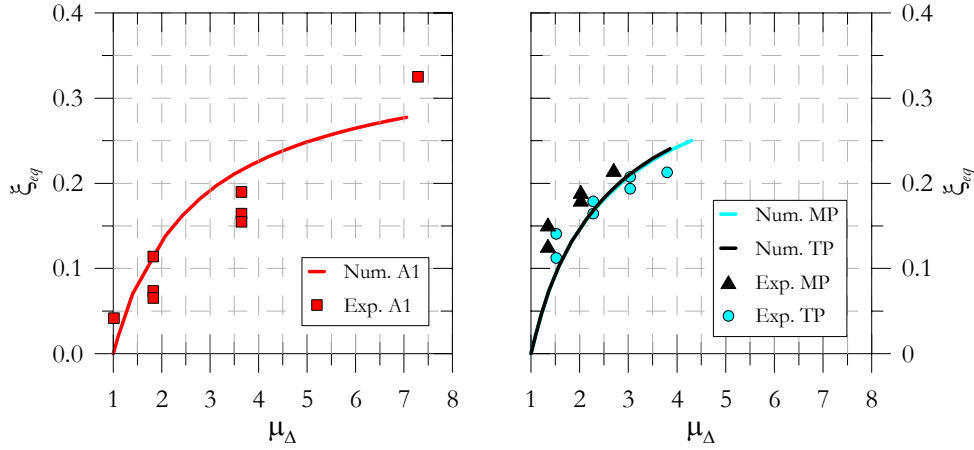 0.4
0.3
0.2
0.1
0.0
ξeq
1 2 3 4 5 6 7 8
μΔ
Num. A1
Exp. A1
0.4
0.3
0.2
0.1
0
ξeq
1 2 3 4 5 6 7 8
μΔ
Num. MP
Num. TP
Exp. MP
Exp. TP